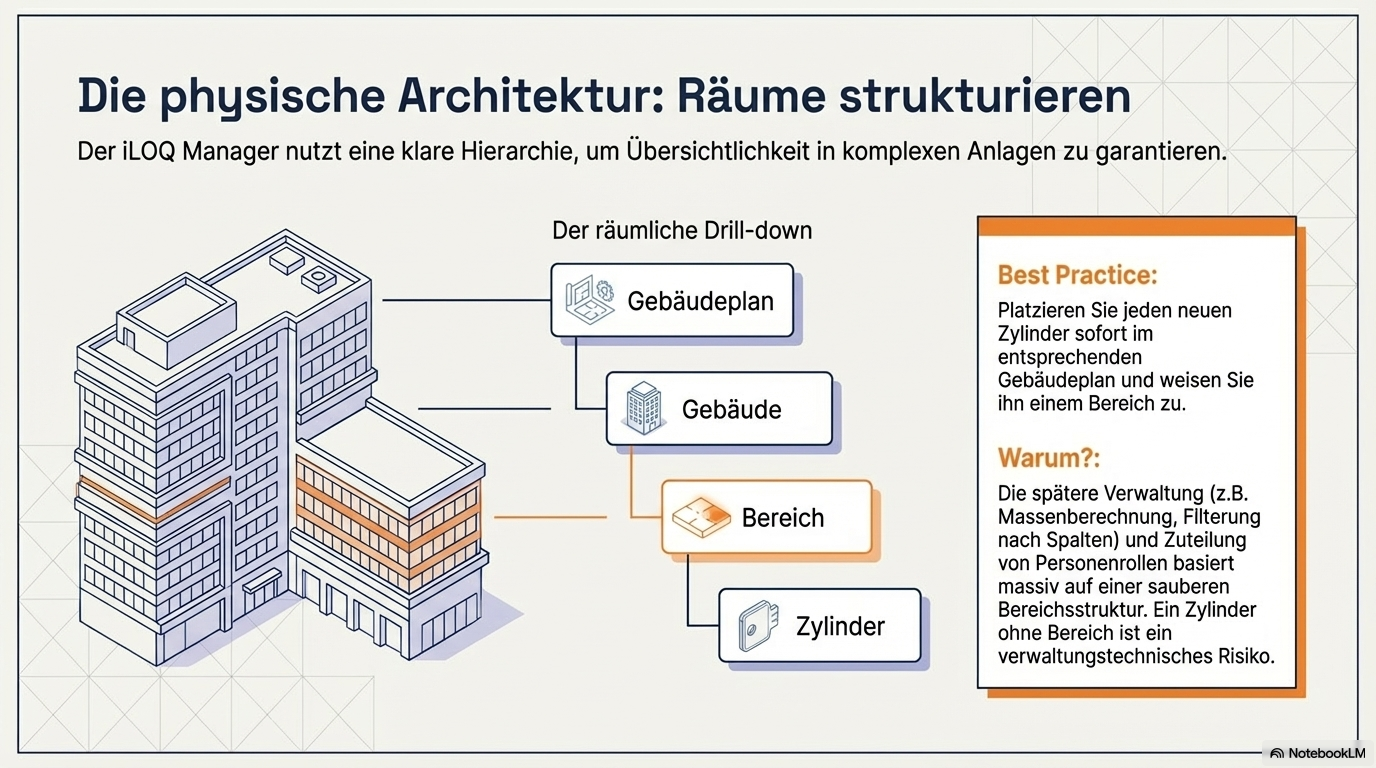 Die physische Architektur: Räume strukturieren
Der iLOQ Manager nutzt eine klare Hierarchie, um Übersichtlichkeit in komplexen Anlagen zu garantieren.
Der räumliche Drill-down
Gebäudeplan
Gebäude
Bereich
Zylinder
Best Practice:
Platzieren Sie jeden neuen
Zylinder sofort im
entsprechenden
Gebäudeplan und weisen Sie
ihn einem Bereich zu.
Warum?:
Die spätere Verwaltung (z.B.
Massenberechnung, FIlterung
nach Spalten) und Zuteilung
von Personenrollen basiert
massiv auf einer sauberen
Bereichsstruktur. Ein Zylinder
ohne Bereich ist ein
verwaltungstechnisches Risiko.
NotebookLM